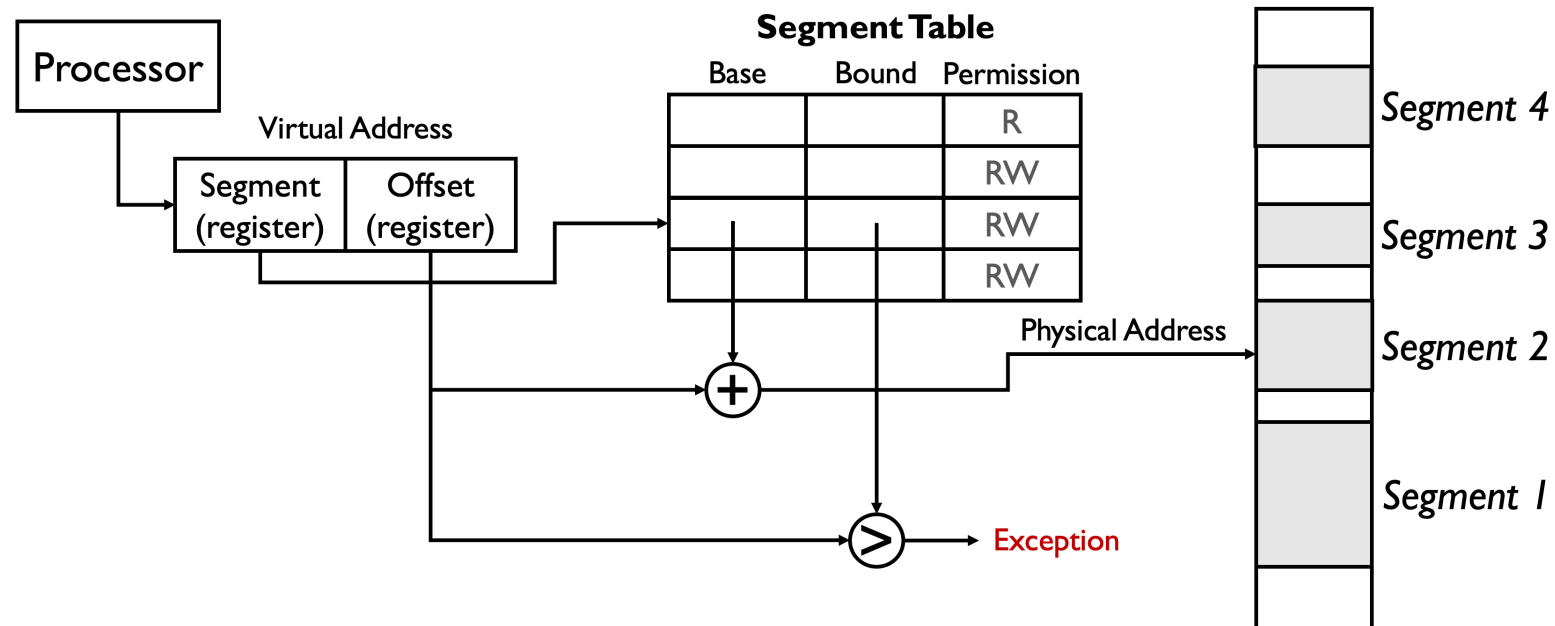 Processor
Virtual Address
Segment
(register)
Offset
(register)
Segment Table
Base
Bound
Permission
R
RW
RW
RW
+
>
Exception
Physical Address
Segment 4
Segment 3
Segment 2
Segment 1